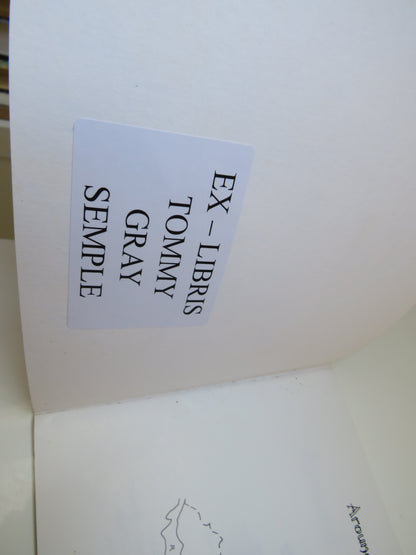 EX – LIBRIS
TOMMY
GRAY
SEMPLE